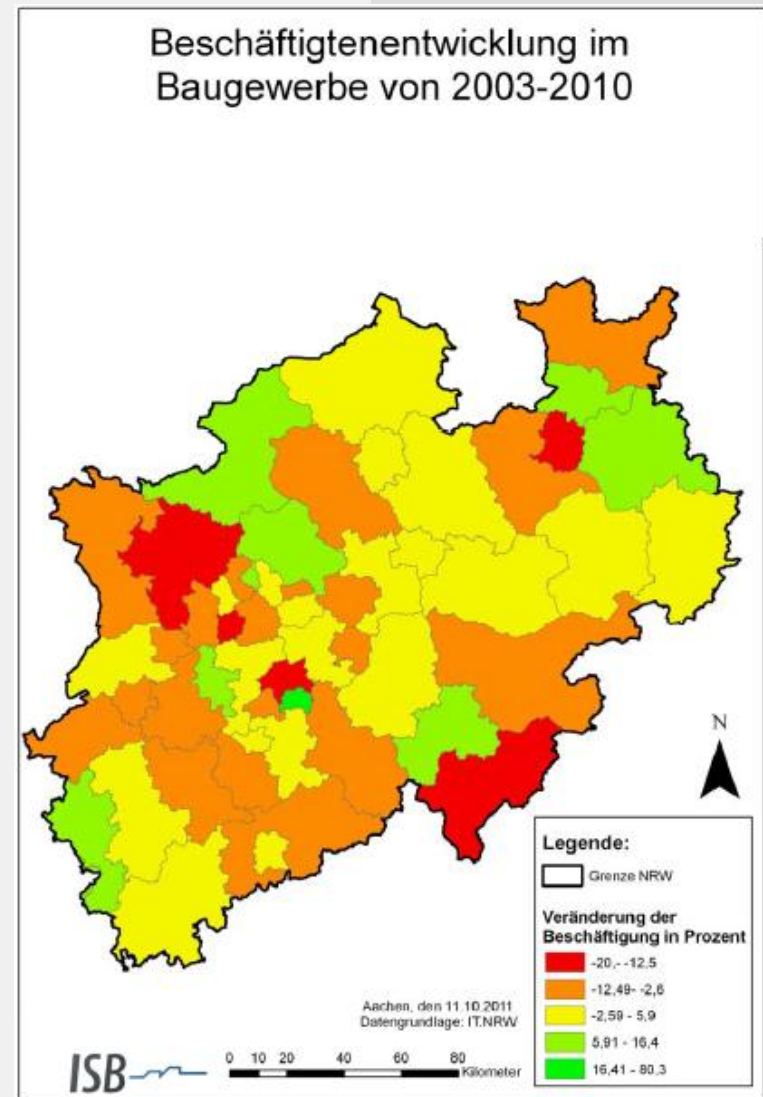 Beschäftigtenentwicklung im
Baugewerbe von 2003-2010
N
Legende:
Grenze NRW
Veränderung der
Beschäftigung in Prozent
-20,--12,5
-12,49- -2,6
-2,59 - 5,9
5,91 - 16,4
16,41 - 80,3
Aachen, den 11.10.2011
Datengrundlage: IT.NRW
ISB
0 10 20 40 60 80
Kilometer